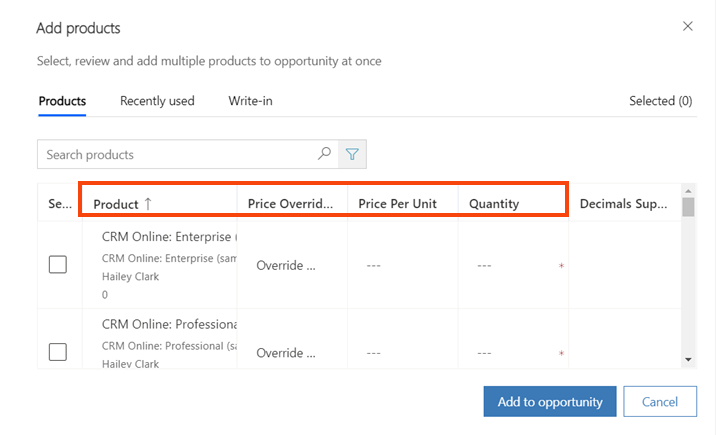 Add products
Select, review and add multiple products to opportunity at once
Products Recently used Write-in Selected (0)
Search products
Se... Product ↑ Price Overrid... Price Per Unit Quantity Decimals Sup...
CRM Online: Enterprise (
CRM Online: Enterprise (sam
Hailey Clark
0
Override ... --- --- *
CRM Online: Professiona
CRM Online: Professional (sa
Hailey Clark
Override ... --- --- *
Add to opportunity Cancel